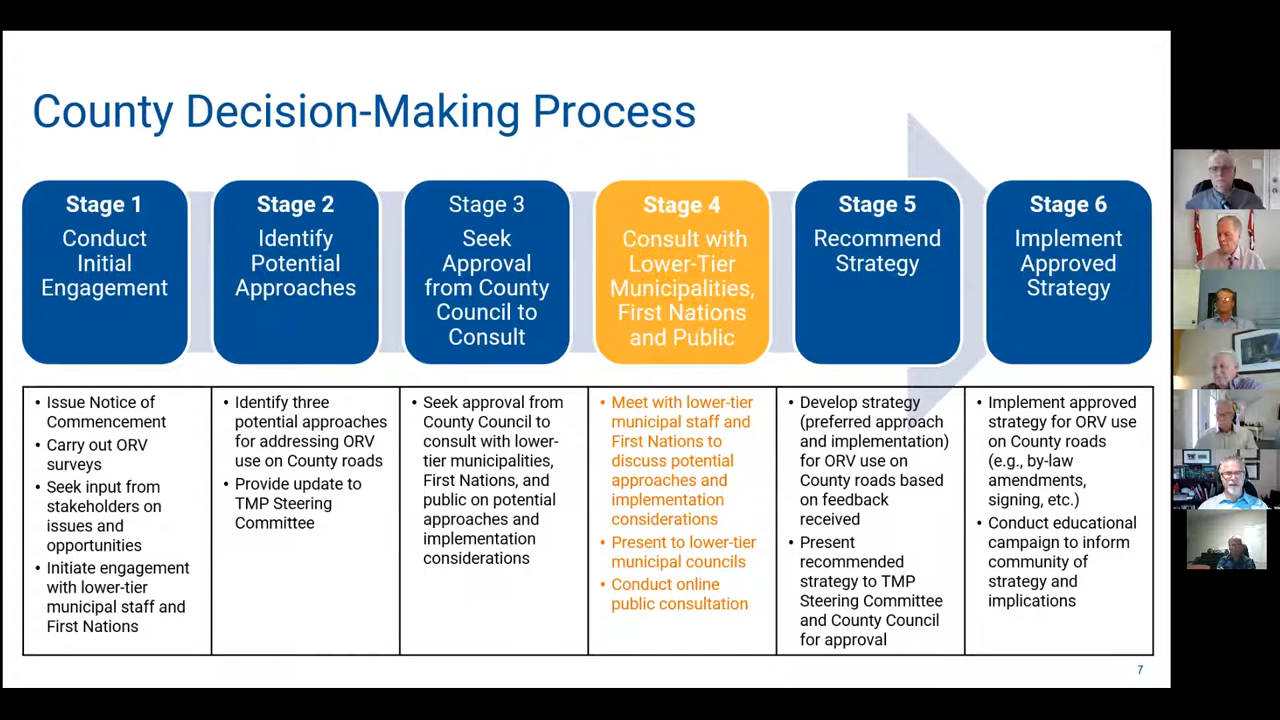 County Decision-Making Process
Stage 1
Conduct
Initial
Engagement
Stage 2
Identify
Potential
Approaches
Stage 3
Seek
Approval
from County
Council to
Consult
Stage 4
Consult with
Lower-Tier
Municipalities,
First Nations
and Public
Stage 5
Recommend
Strategy
Stage 6
Implement
Approved
Strategy
• Issue Notice of
Commencement
• Carry out ORV
surveys
• Seek input from
stakeholders on
issues and
opportunities
• Initiate engagement
with lower-tier
municipal staff and
First Nations
• Identify three
potential approaches
for addressing ORV
use on County roads
• Provide update to
TMP Steering
Committee
• Seek approval from
County Council to
consult with lower-
tier municipalities,
First Nations, and
public on potential
approaches and
implementation
considerations
• Meet with lower-tier
municipal staff and
First Nations to
discuss potential
approaches and
implementation
considerations
• Present to lower-tier
municipal councils
• Conduct online
public consultation
• Develop strategy
(preferred approach
and implementation)
for ORV use on
County roads based
on feedback
received
• Present
recommended
strategy to TMP
Steering Committee
and County Council
for approval
• Implement approved
strategy for ORV use
on County roads
(e.g., by-law
amendments,
signing, etc.)
• Conduct educational
campaign to inform
community of
strategy and
implications
7